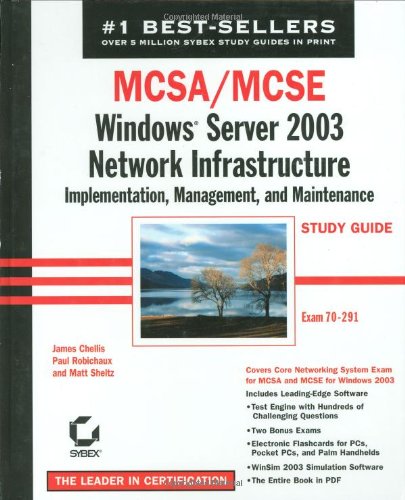 #1 BEST-SELLERS
OVER 5 MILLION SYBEX STUDY GUIDES IN PRINT
MCSA/MCSE
Windows® Server 2003
Network Infrastructure
Implementation, Management, and Maintenance
STUDY GUIDE
Exam 70-291
James Chellis
Paul Robichaux
and Matt Sheltz
Covers Core Networking System Exam
for MCSA and MCSE for Windows 2003
Includes Leading-Edge Software
• Test Engine with Hundreds of
Challenging Questions
• Two Bonus Exams
• Electronic Flashcards for PCs,
Pocket PCs, and Palm Handhelds
• WinSim 2003 Simulation Software
• The Entire Book in PDF
SYBEX®
THE LEADER IN CERTIFICATION